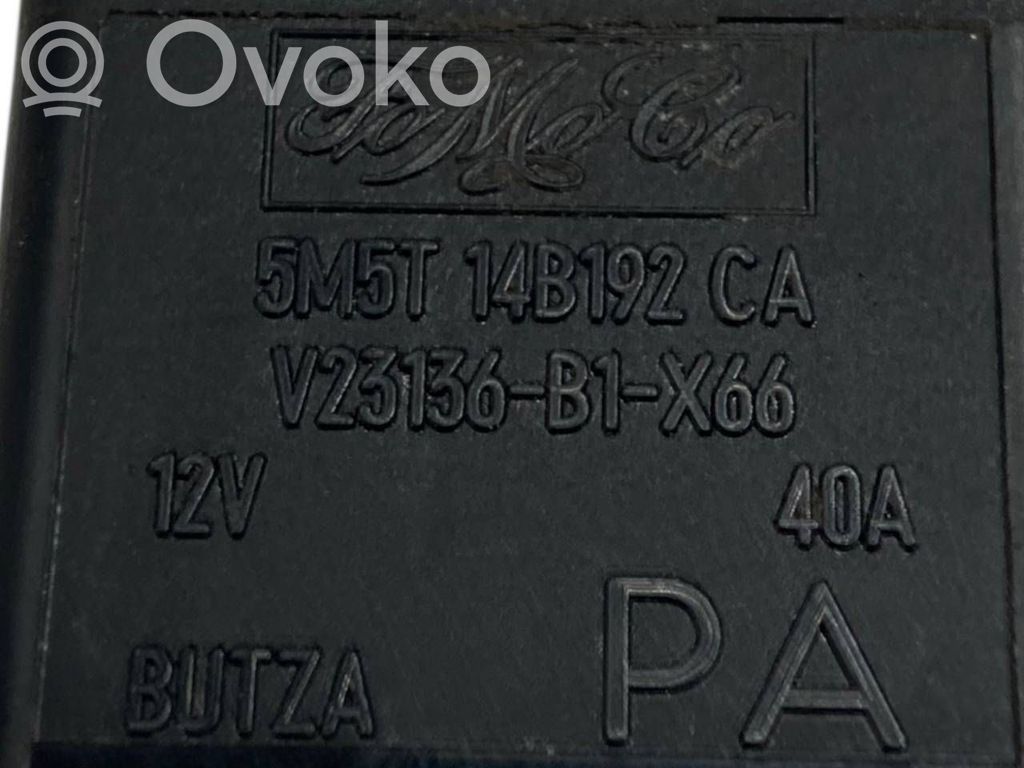 Ovoko
FoMoCo
5M5T 14B192 CA
V23136-B1-X66
12V 40A
BUTZA PA